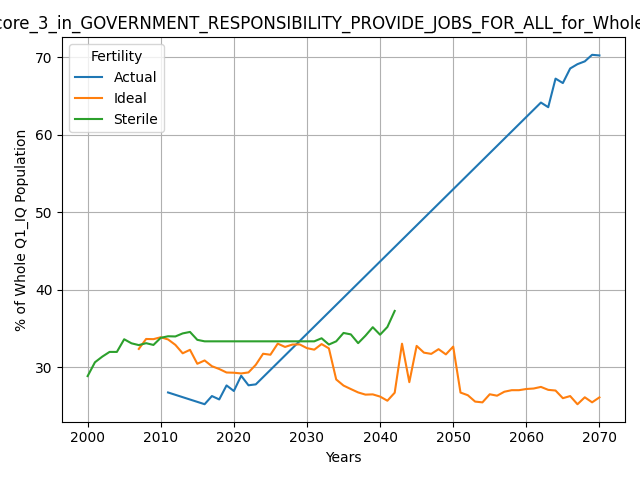 core_3_in_GOVERNMENT_RESPONSIBILITY_PROVIDE_JOBS_FOR_ALL_for_Whole
Fertility
Actual
Ideal
Sterile
% of Whole Q1_IQ Population
70
60
50
40
30
2000 2010 2020 2030 2040 2050 2060 2070
Years